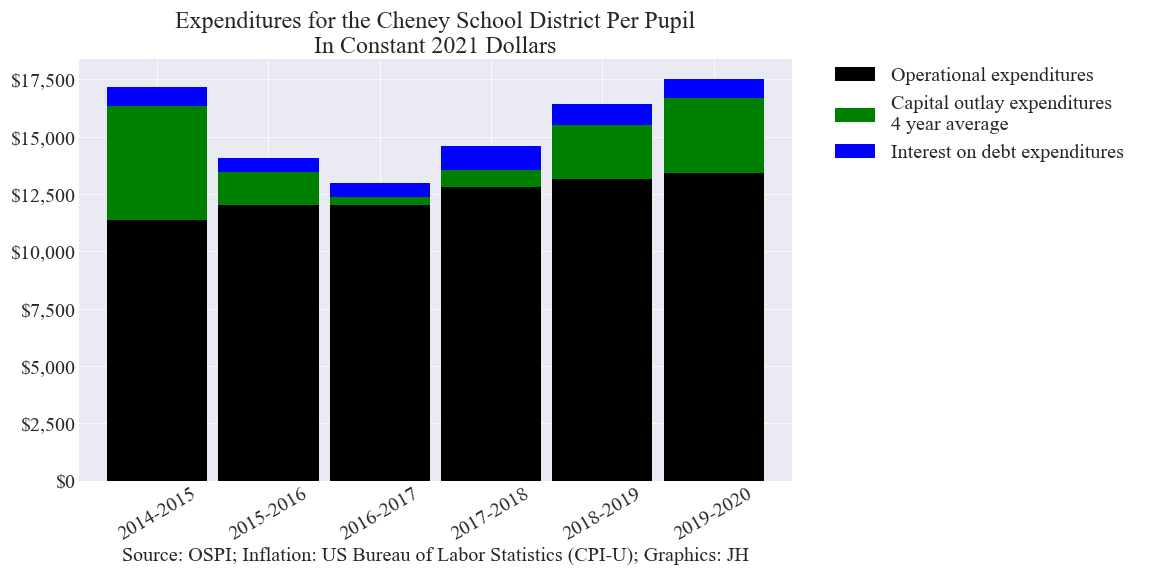 Expenditures for the Cheney School District Per Pupil
In Constant 2021 Dollars
$17,500
$15,000
$12,500
$10,000
$7,500
$5,000
$2,500
$0
2014-2015
2015-2016
2016-2017
2017-2018
2018-2019
2019-2020
Source: OSPI; Inflation: US Bureau of Labor Statistics (CPI-U); Graphics: JH
Operational expenditures
Capital outlay expenditures
4 year average
Interest on debt expenditures